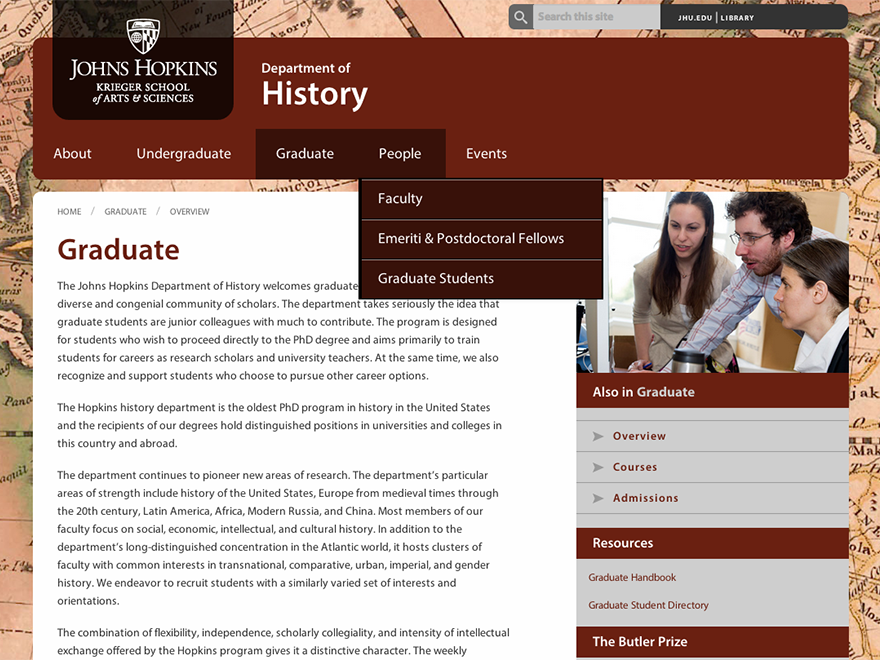 Search this site
JHU.EDU | LIBRARY
JOHNS HOPKINS
KRIEGER SCHOOL
of ARTS & SCIENCES
Department of
History
About
Undergraduate
Graduate
People
Events
Faculty
Emeriti & Postdoctoral Fellows
Graduate Students
HOME / GRADUATE / OVERVIEW
Graduate
The Johns Hopkins Department of History welcomes graduate
diverse and congenial community of scholars. The department takes seriously the idea that
graduate students are junior colleagues with much to contribute. The program is designed
for students who wish to proceed directly to the PhD degree and aims primarily to train
students for careers as research scholars and university teachers. At the same time, we also
recognize and support students who choose to pursue other career options.
The Hopkins history department is the oldest PhD program in history in the United States
and the recipients of our degrees hold distinguished positions in universities and colleges in
this country and abroad.
The department continues to pioneer new areas of research. The department's particular
areas of strength include history of the United States, Europe from medieval times through
the 20th century, Latin America, Africa, Modern Russia, and China. Most members of our
faculty focus on social, economic, intellectual, and cultural history. In addition to the
department's long-distinguished concentration in the Atlantic world, it hosts clusters of
faculty with common interests in transnational, comparative, urban, imperial, and gender
history. We endeavor to recruit students with a similarly varied set of interests and
orientations.
The combination of flexibility, independence, scholarly collegiality, and intensity of intellectual
exchange offered by the Hopkins program gives it a distinctive character. The weekly
Also in Graduate
Overview
Courses
Admissions
Resources
Graduate Handbook
Graduate Student Directory
The Butler Prize